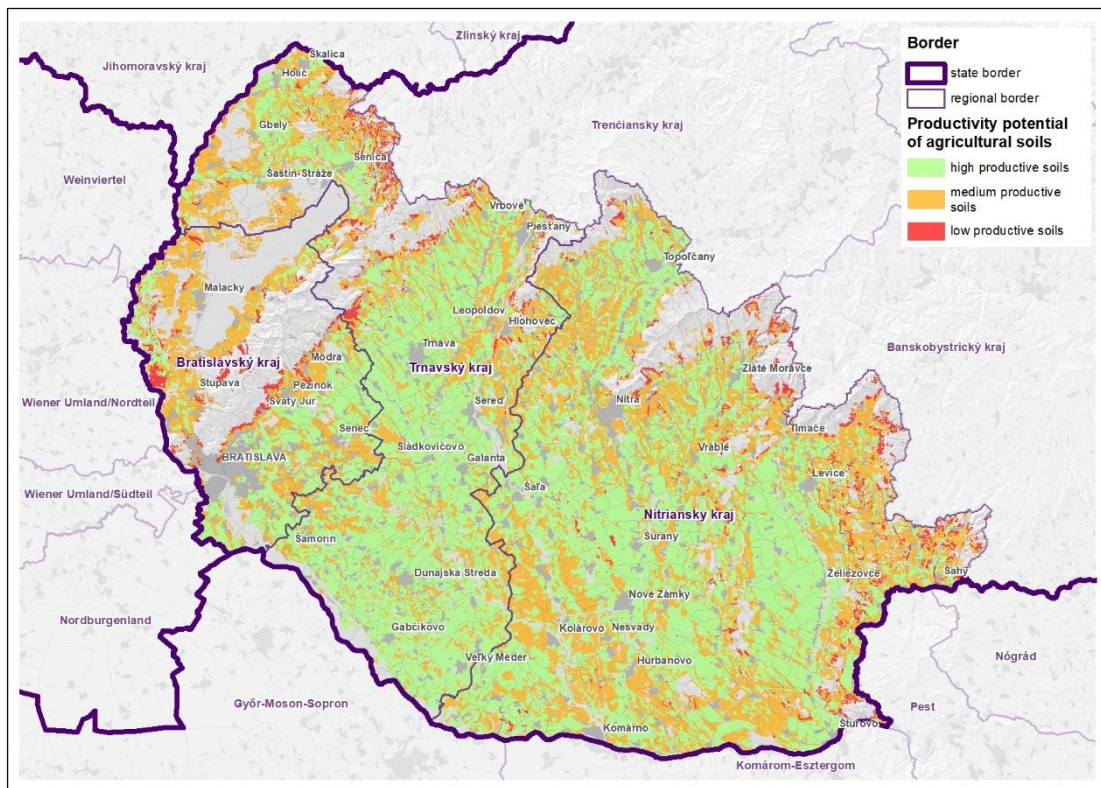 Zlínský kraj
Jihomoravský kraj
Skalica
Holíč
Border
state border
regional border
Productivity potential
of agricultural soils
high productive soils
medium productive
soils
low productive soils
Trenčiansky kraj
Gbely
Senica
Šaštín-Stráže
Weinviertel
Vrbové
Piešťany
Topoľčany
Malacky
Leopoldov
Hlohovec
Banskobystrický kraj
Trnava
Modra
Bratislavský kraj
Trnavský kraj
Zlaté Moravce
Stupava
Pezinok
Svätý Jur
Nitra
Sereď
Wiener Umland/Nordteil
Senec
Tlmače
Sládkovičovo
Vráble
BRATISLAVA
Galanta
Levice
Šaľa
Wiener Umland/Südteil
Nitriansky kraj
Šurany
Šamorín
Dunajská Streda
Želiezovce
Šahy
Nové Zámky
Nordburgenland
Gabčíkovo
Kolárovo
Nesvady
Veľký Meder
Hurbanovo
Nógrád
Győr-Moson-Sopron
Pest
Štúrovo
Komárno
Komárom-Esztergom